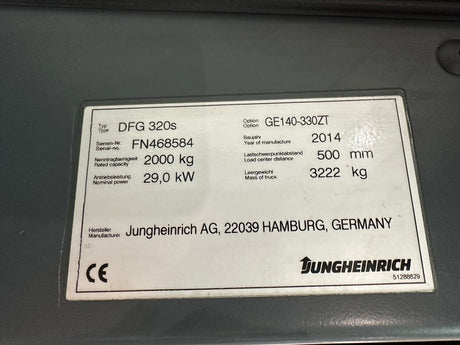 Typ
Type DFG 320s Option
Option GE140-330ZT
Serien-Nr.
Serial-no. FN468584 Baujahr
Year of manufacture 2014
Nenntragfähigkeit
Rated capacity 2000 kg Lastschwerpunktabstand
Load center distance 500 mm
Antriebsleistung
Nominal power 29,0 kW Leergewicht
Mass of truck 3222 kg
Hersteller
Manufacturer Jungheinrich AG, 22039 HAMBURG, GERMANY
CE JUNGHEINRICH
51288629